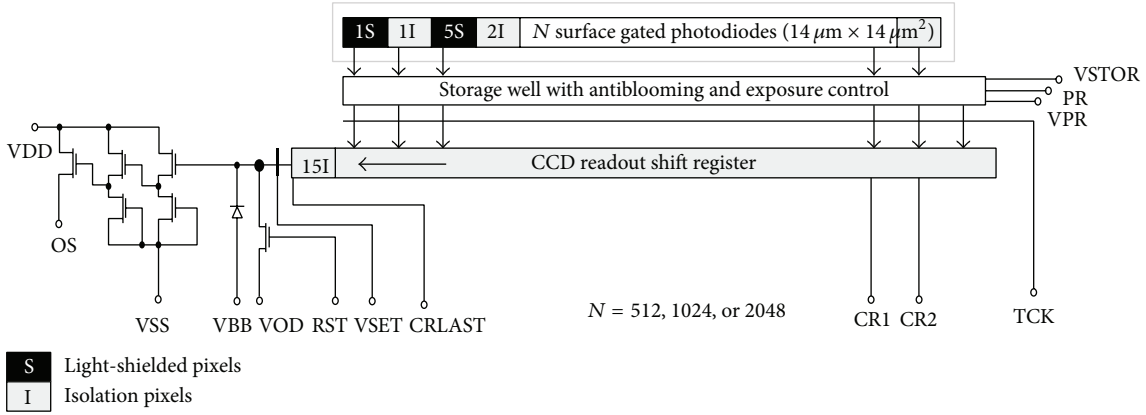 1S 1I 5S 2I N surface gated photodiodes (14 μm × 14 μm²)
Storage well with antiblooming and exposure control
VSTOR
PR
VPR
VDD
15I
CCD readout shift register
OS
VSS
VBB
VOD
RST
VSET
CRLAST
N = 512, 1024, or 2048
CR1
CR2
TCK
S Light-shielded pixels
I Isolation pixels